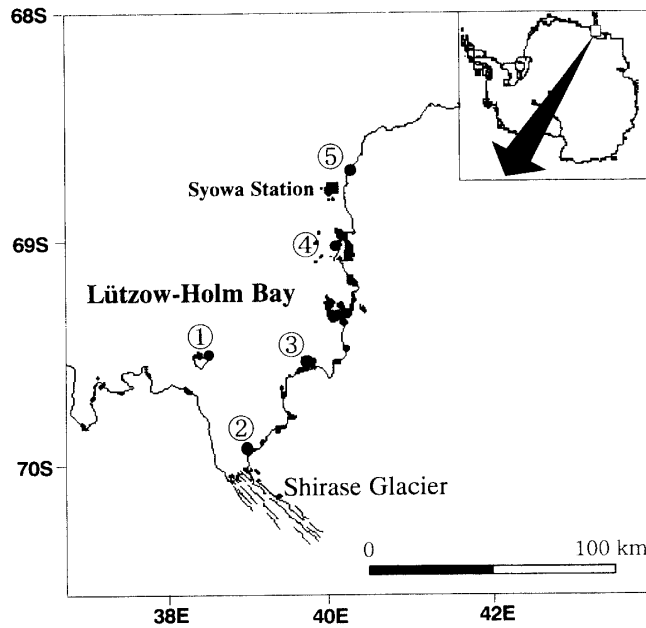 68S
⑤
Syowa Station
④
69S
Lützow-Holm Bay
①
③
②
70S
Shirase Glacier
0 100 km
38E 40E 42E